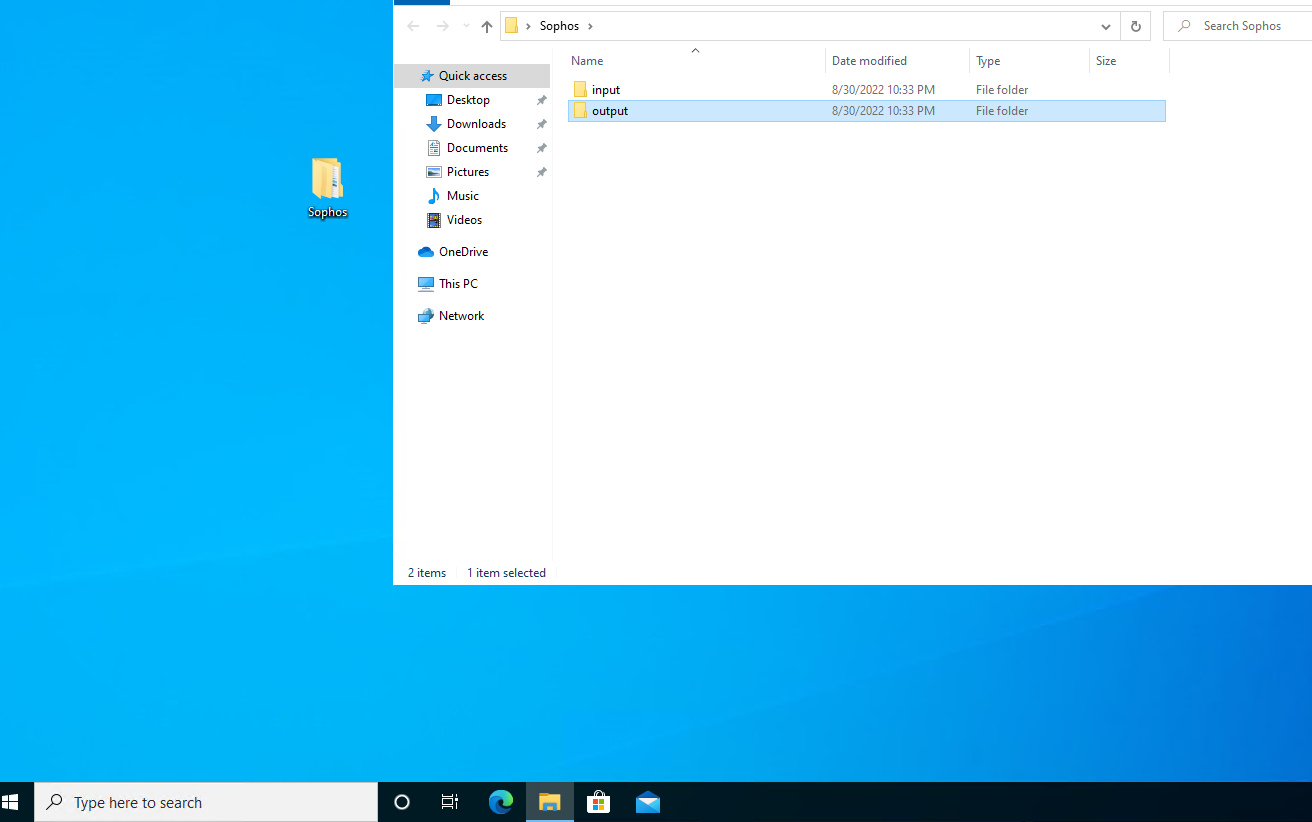 Sophos
Search Sophos
Name Date modified Type Size
Quick access
input 8/30/2022 10:33 PM File folder
Desktop
output 8/30/2022 10:33 PM File folder
Downloads
Documents
Pictures
Music
Videos
OneDrive
This PC
Network
2 items 1 item selected
Sophos
Type here to search